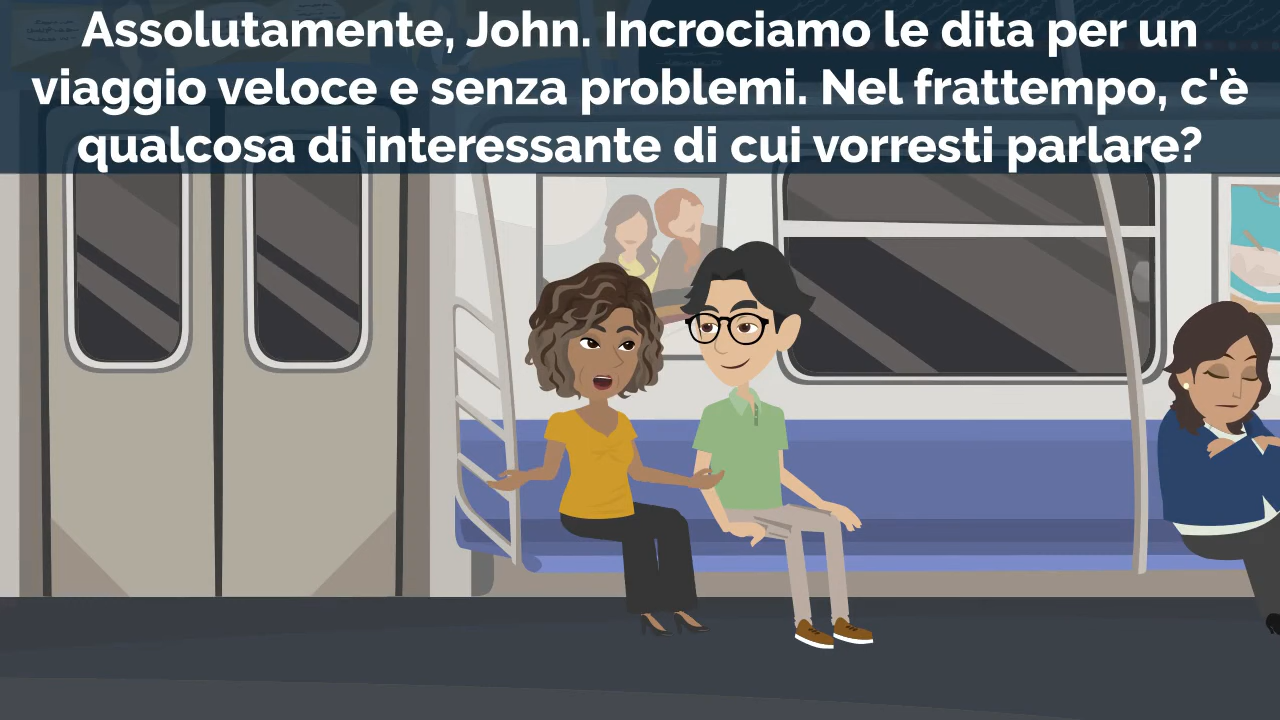 Assolutamente, John. Incrociamo le dita per un
viaggio veloce e senza problemi. Nel frattempo, c'è
qualcosa di interessante di cui vorresti parlare?